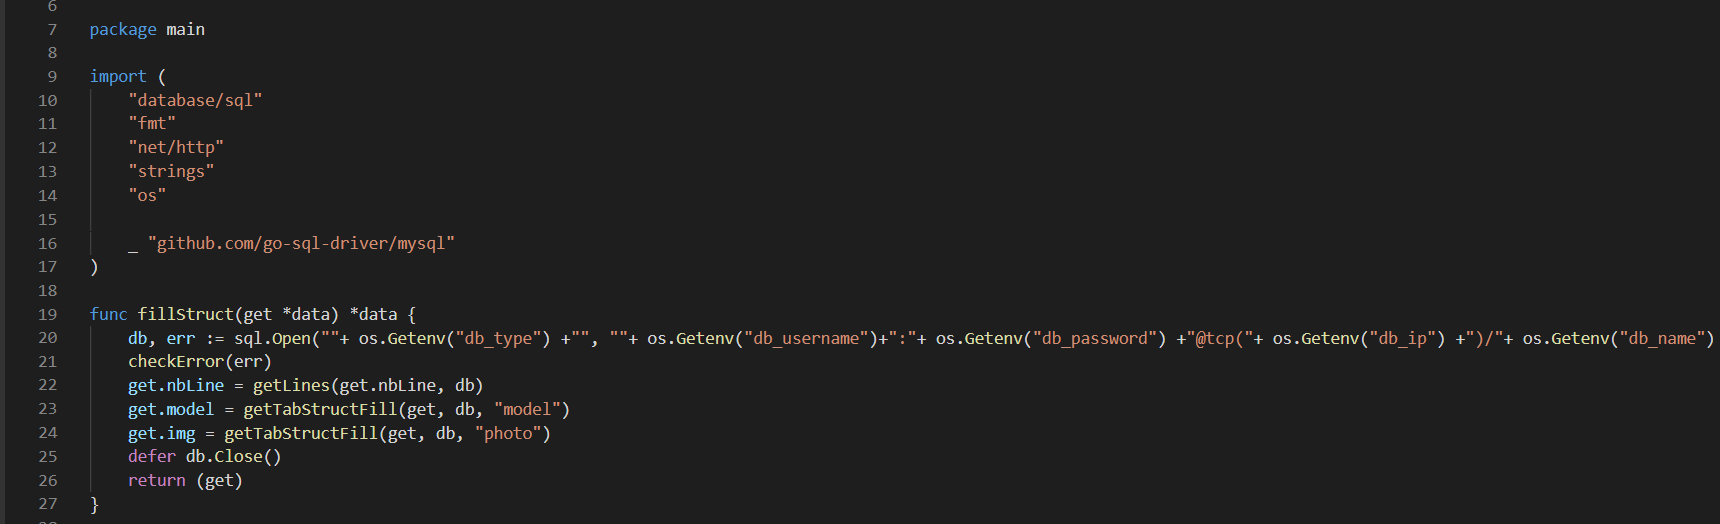 6
7 package main
8
9 import (
10 "database/sql"
11 "fmt"
12 "net/http"
13 "strings"
14 "os"
15
16 _ "github.com/go-sql-driver/mysql"
17 )
18
19 func fillStruct(get *data) *data {
20 db, err := sql.Open(""+ os.Getenv("db_type") +"", ""+ os.Getenv("db_username")+":"+ os.Getenv("db_password") +"@tcp("+ os.Getenv("db_ip") +")/"+ os.Getenv("db_name")
21 checkError(err)
22 get.nbLine = getLines(get.nbLine, db)
23 get.model = getTabStructFill(get, db, "model")
24 get.img = getTabStructFill(get, db, "photo")
25 defer db.Close()
26 return (get)
27 }